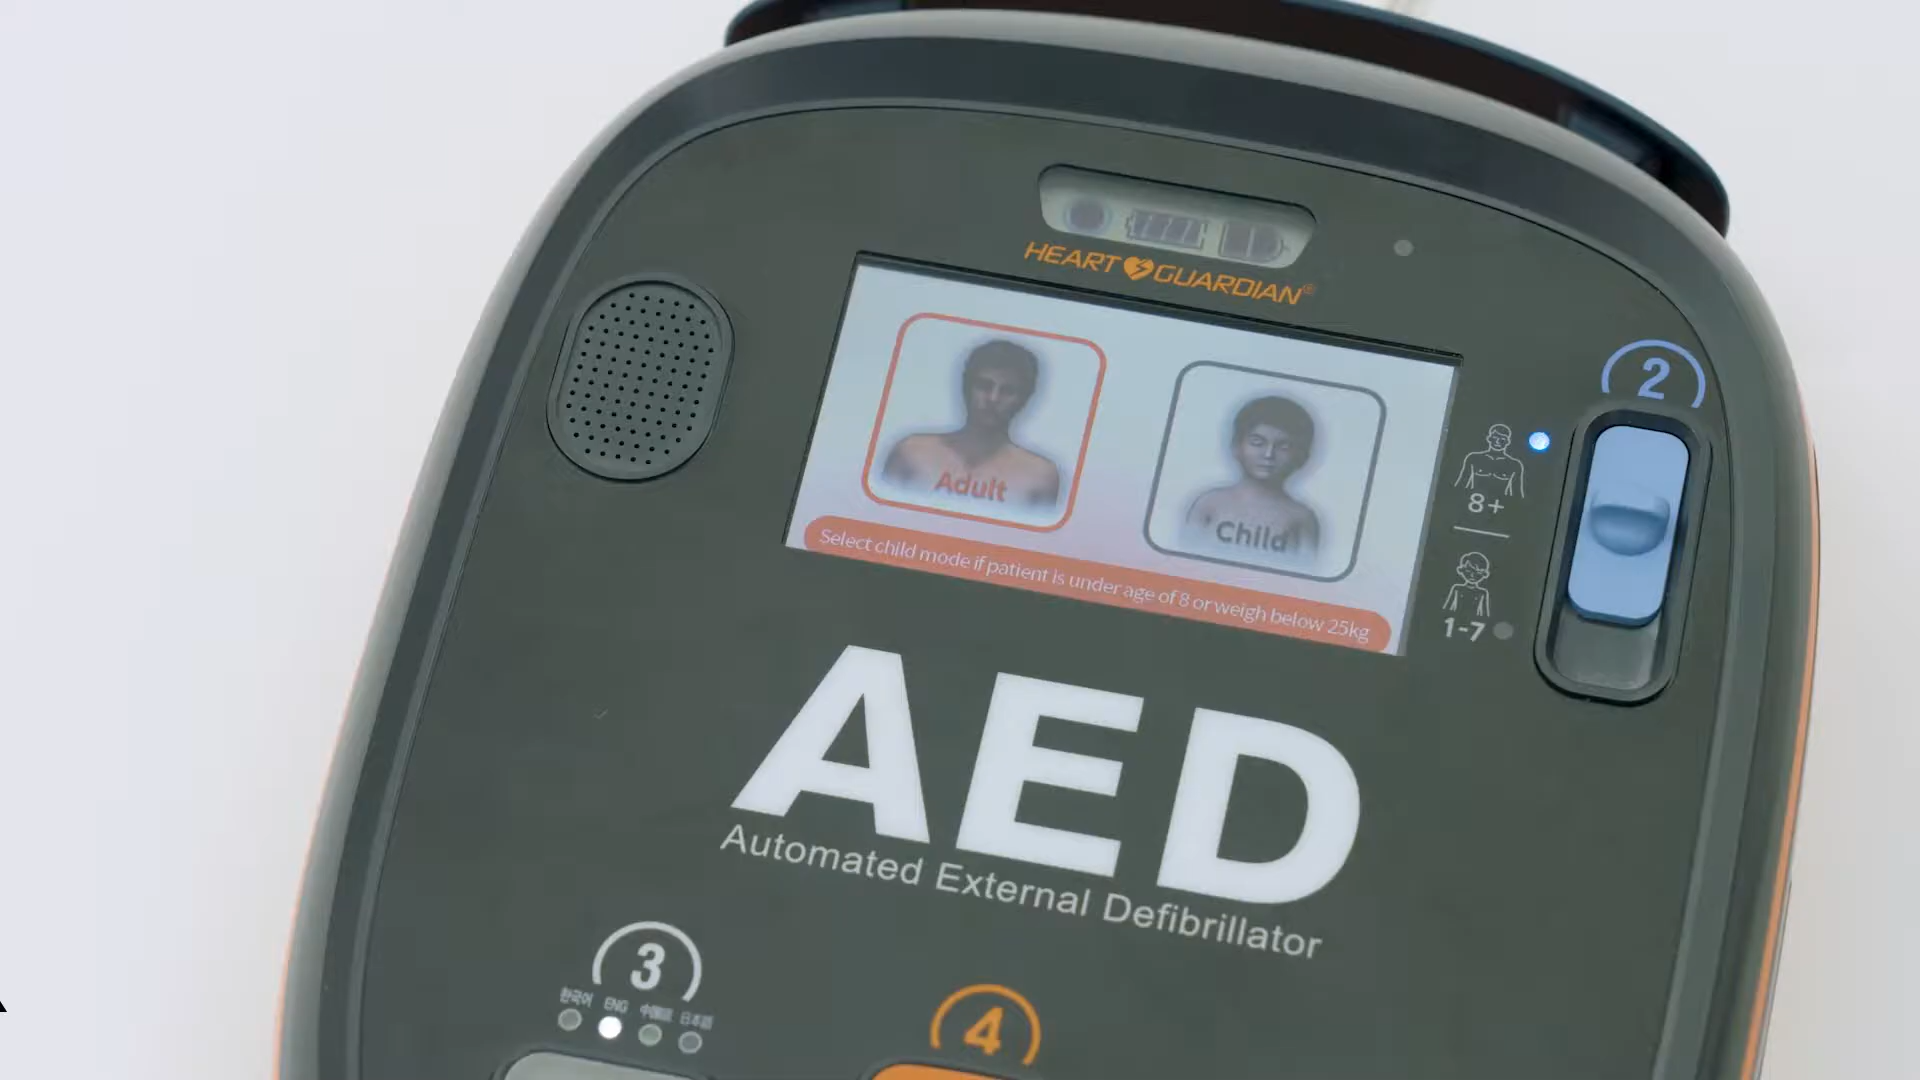 HEART GUARDIAN®
2
Adult
Child
8+
Select child mode if patient is under age of 8 or weigh below 25kg
1-7
AED
Automated External Defibrillator
3
한국어 ENG 中国語 日本語
4